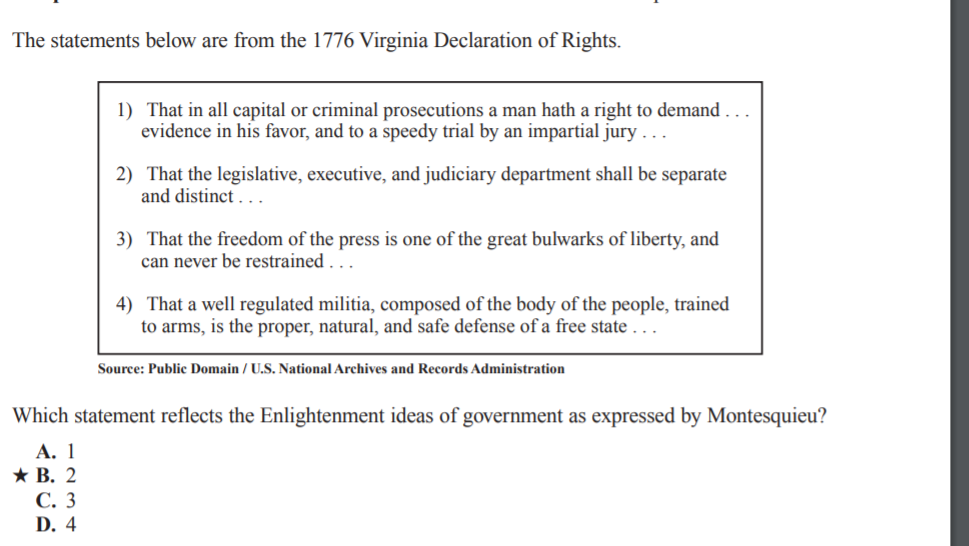 The statements below are from the 1776 Virginia Declaration of Rights.
1) That in all capital or criminal prosecutions a man hath a right to demand . . .
evidence in his favor, and to a speedy trial by an impartial jury . . .
2) That the legislative, executive, and judiciary department shall be separate
and distinct . . .
3) That the freedom of the press is one of the great bulwarks of liberty, and
can never be restrained . . .
4) That a well regulated militia, composed of the body of the people, trained
to arms, is the proper, natural, and safe defense of a free state . . .
Source: Public Domain / U.S. National Archives and Records Administration
Which statement reflects the Enlightenment ideas of government as expressed by Montesquieu?
A. 1
★ B. 2
C. 3
D. 4